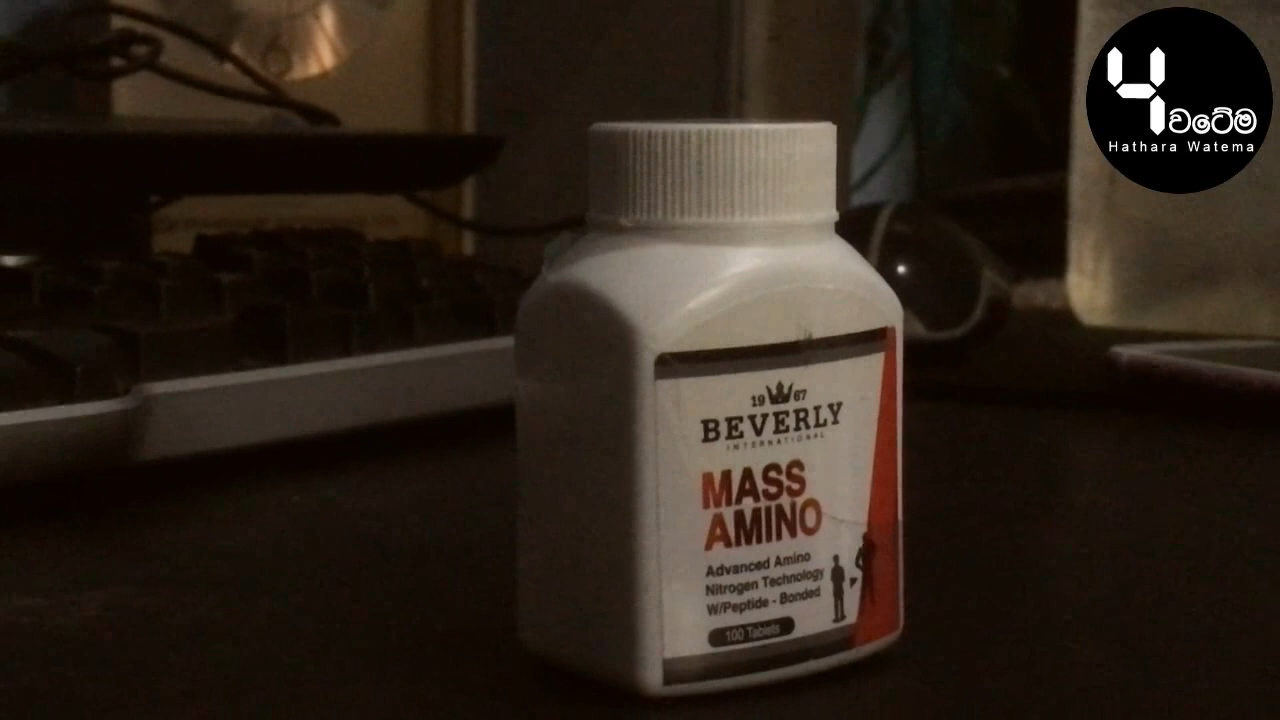 4 වටේම
Hathara Watema
19 67
BEVERLY
INTERNATIONAL
MASS
AMINO
Advanced Amino
Nitrogen Technology
W/Peptide - Bonded
100 Tablets